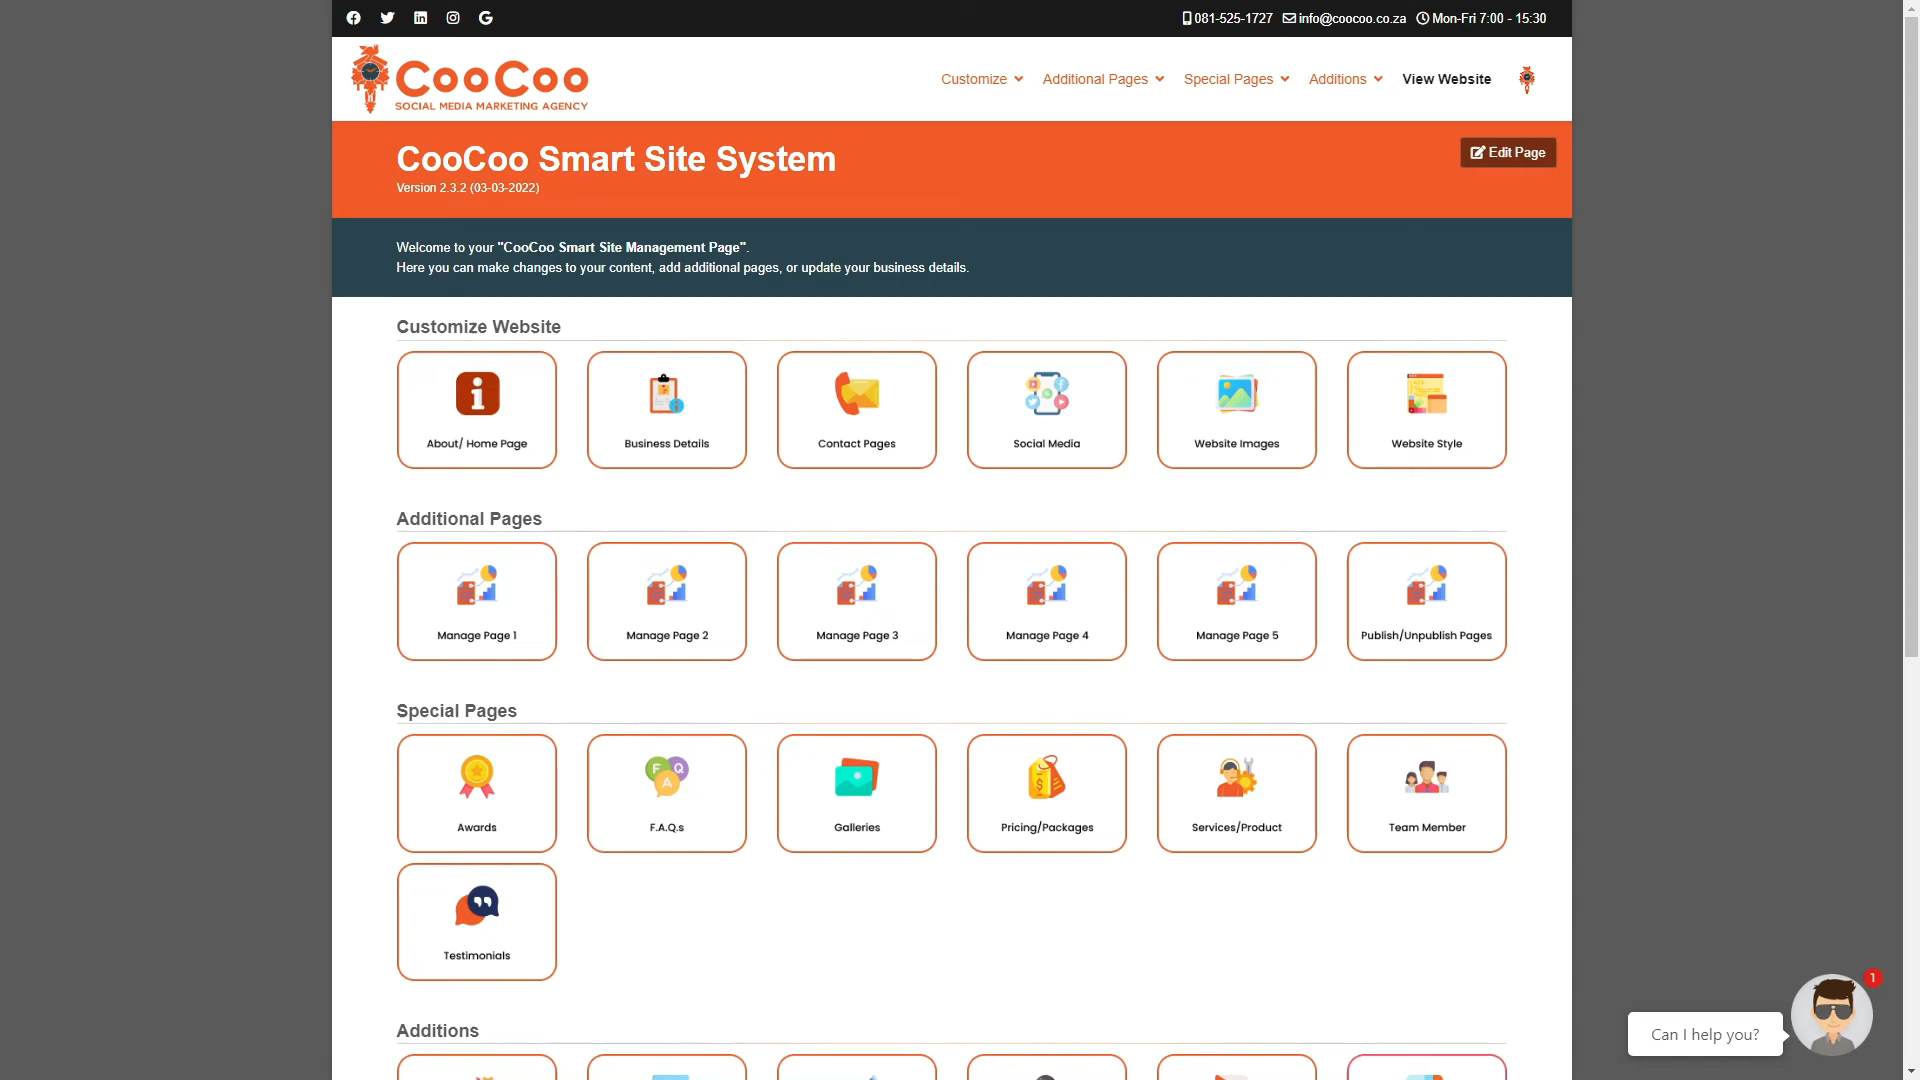 081-525-1727 info@coocoo.co.za Mon-Fri 7:00 - 15:30
CooCoo
SOCIAL MEDIA MARKETING AGENCY
Customize Additional Pages Special Pages Additions View Website
CooCoo Smart Site System
Edit Page
Version 2.3.2 (03-03-2022)
Welcome to your "CooCoo Smart Site Management Page".
Here you can make changes to your content, add additional pages, or update your business details.
Customize Website
About/ Home Page Business Details Contact Pages Social Media Website Images Website Style
Additional Pages
Manage Page 1 Manage Page 2 Manage Page 3 Manage Page 4 Manage Page 5 Publish/Unpublish Pages
Special Pages
F Q A
Awards F.A.Q.s Galleries Pricing/Packages Services/Product Team Member
Testimonials
1
Additions
Can I help you?